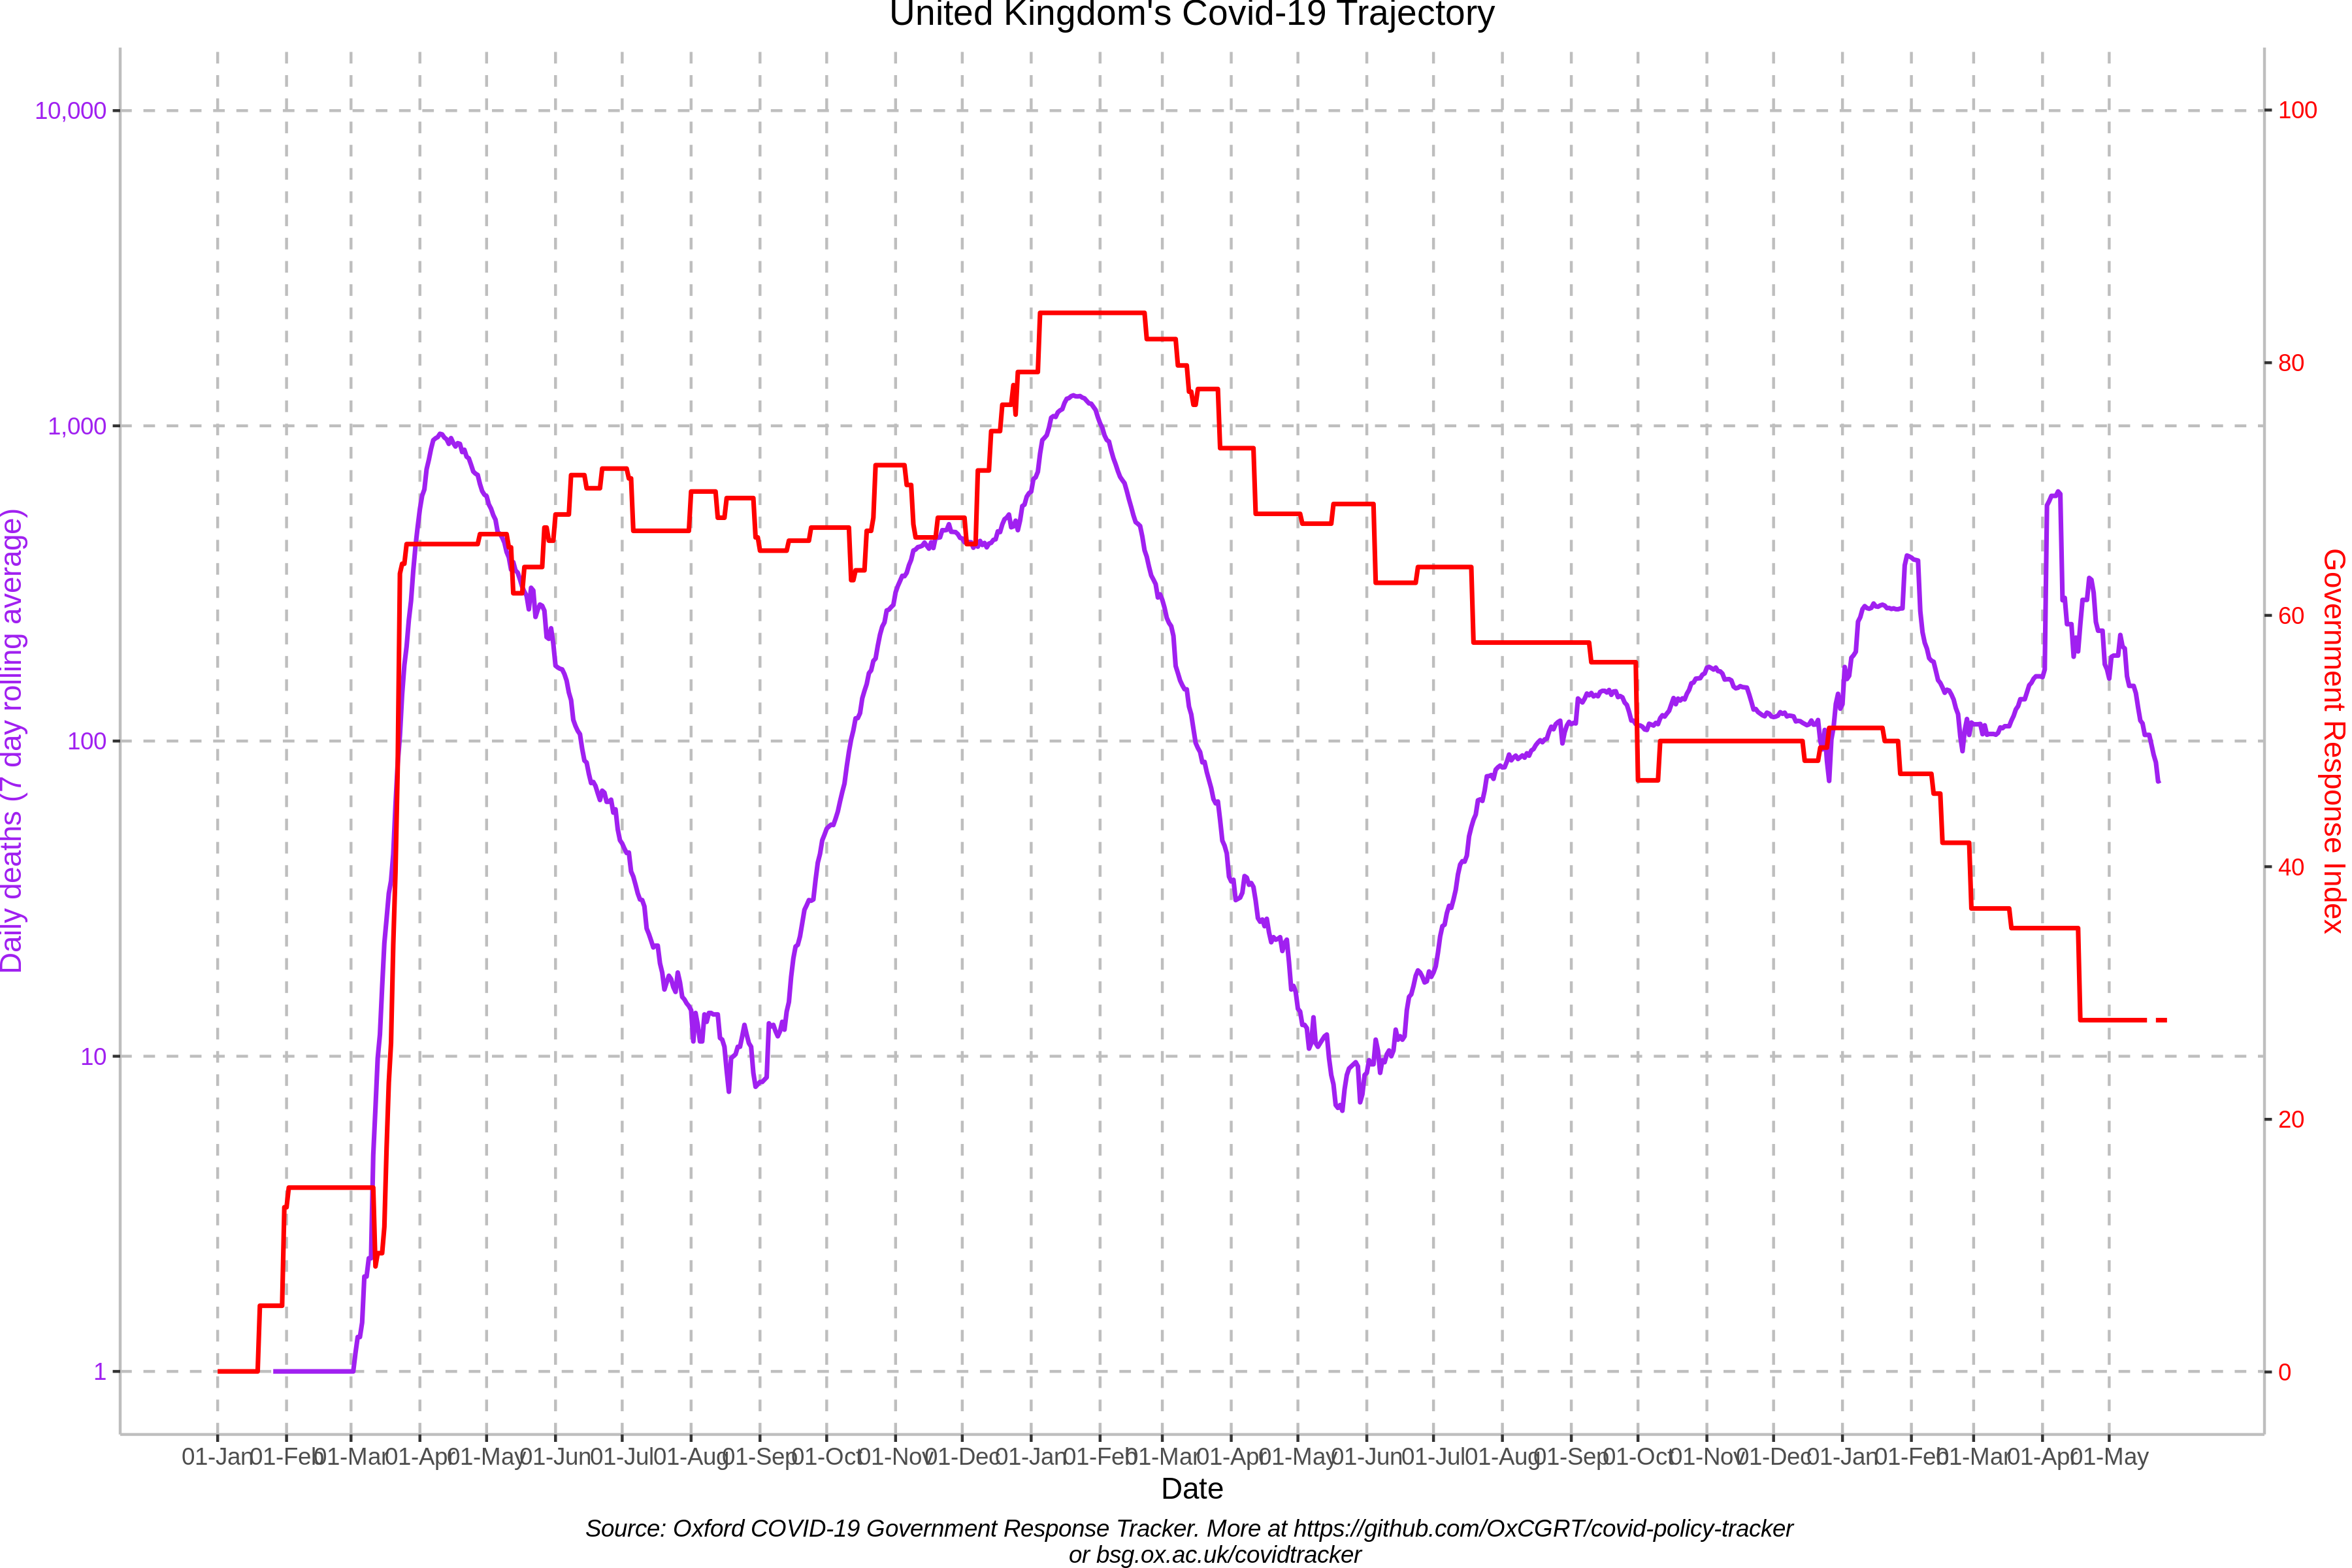 United Kingdom's Covid-19 Trajectory
10,000
1,000
100
10
1
Daily deaths (7 day rolling average)
100
80
60
40
20
0
Government Response Index
01-Jan 01-Feb 01-Mar 01-Apr 01-May 01-Jun 01-Jul 01-Aug 01-Sep 01-Oct 01-Nov 01-Dec 01-Jan 01-Feb 01-Mar 01-Apr 01-May 01-Jun 01-Jul 01-Aug 01-Sep 01-Oct 01-Nov 01-Dec 01-Jan 01-Feb 01-Mar 01-Apr 01-May
Date
Source: Oxford COVID-19 Government Response Tracker. More at https://github.com/OxCGRT/covid-policy-tracker
or bsg.ox.ac.uk/covidtracker